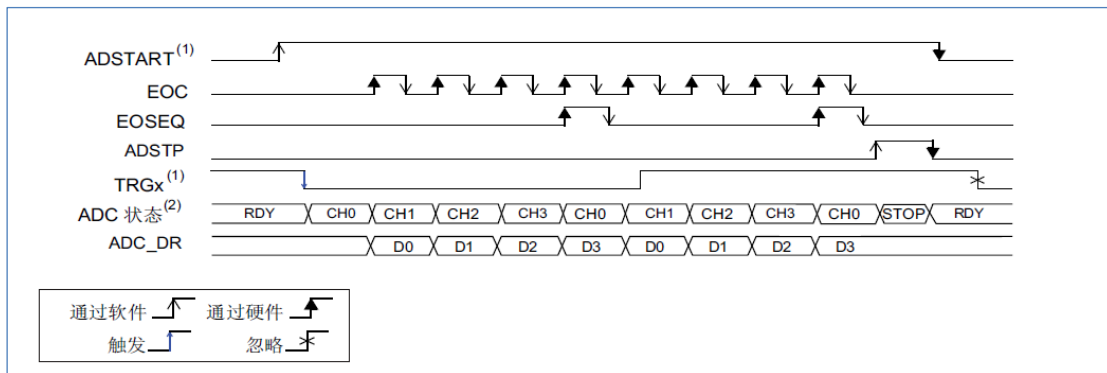 ADSTART(1)
EOC
EOSEQ
ADSTP
TRGx(1)
ADC 状态(2) RDY CH0 CH1 CH2 CH3 CH0 CH1 CH2 CH3 CH0 STOP RDY
ADC_DR D0 D1 D2 D3 D0 D1 D2 D3
通过软件 通过硬件
触发 忽略